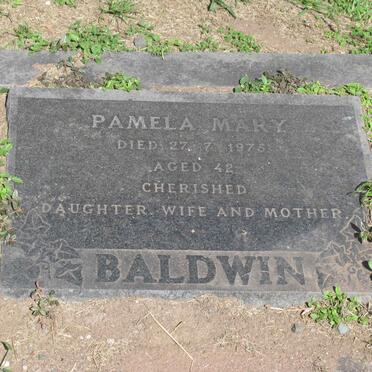 PAMELA MARY
DIED 27. 7. 1975
AGED 42
CHERISHED
DAUGHTER, WIFE AND MOTHER
BALDWIN